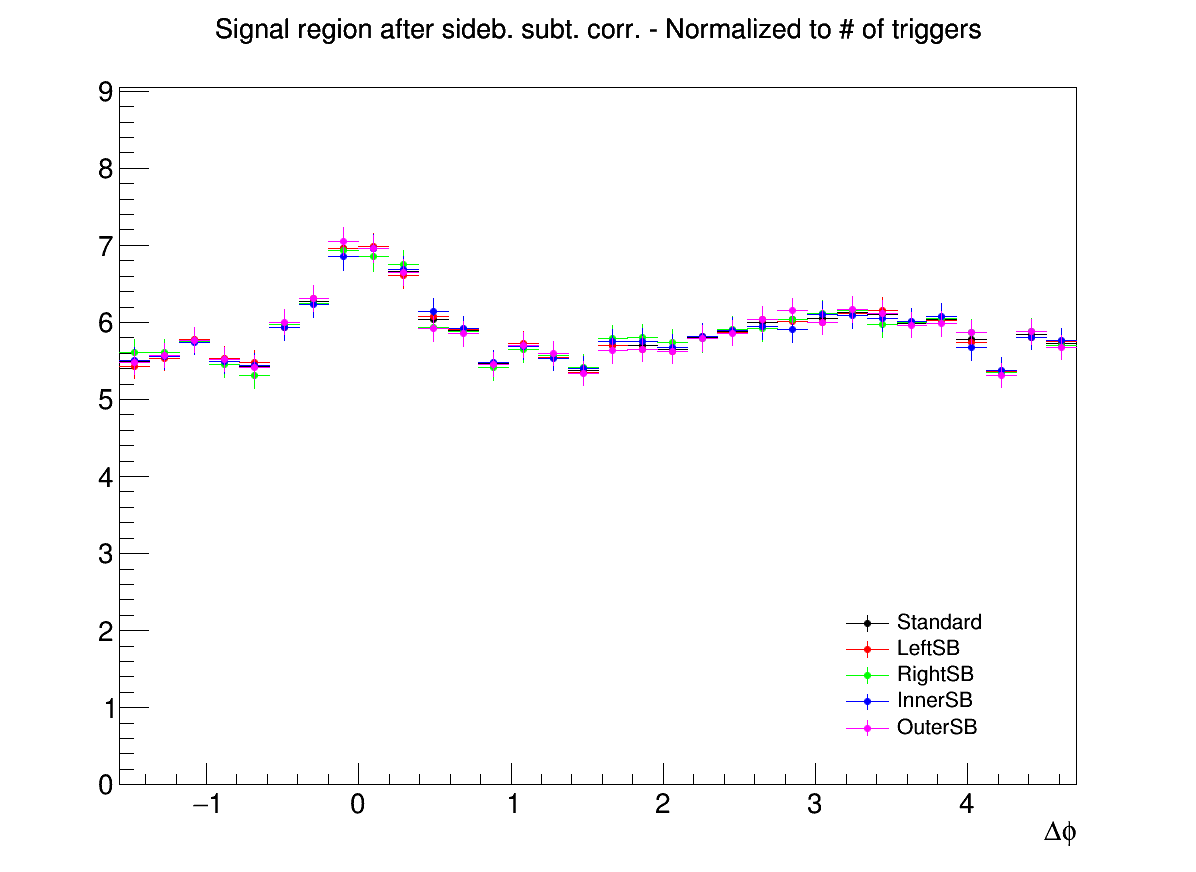 Signal region after sideb. subt. corr. - Normalized to # of triggers
9
8
7
6
5
4
3
2
1
0
−1 0 1 2 3 4
Δϕ
Standard
LeftSB
RightSB
InnerSB
OuterSB